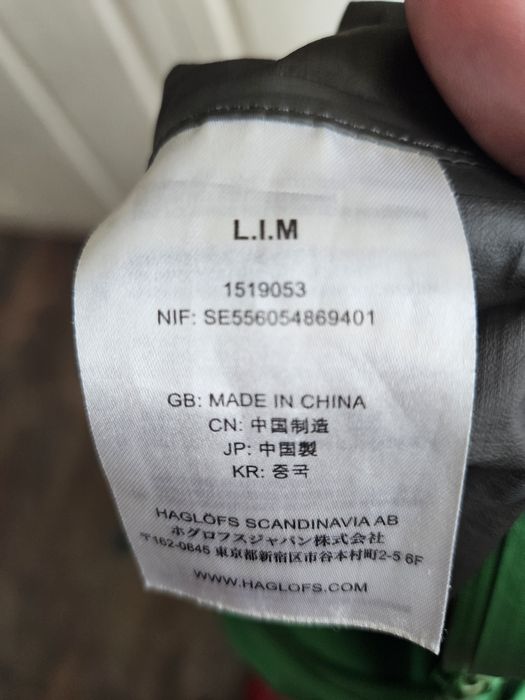 L.I.M
1519053
NIF: SE556054869401
GB: MADE IN CHINA
CN: 中国制造
JP: 中国製
KR: 중국
HAGLÖFS SCANDINAVIA AB
ホグロフスジャパン株式会社
〒162-0845 東京都新宿区市谷本村町2-5 6F
WWW.HAGLOFS.COM